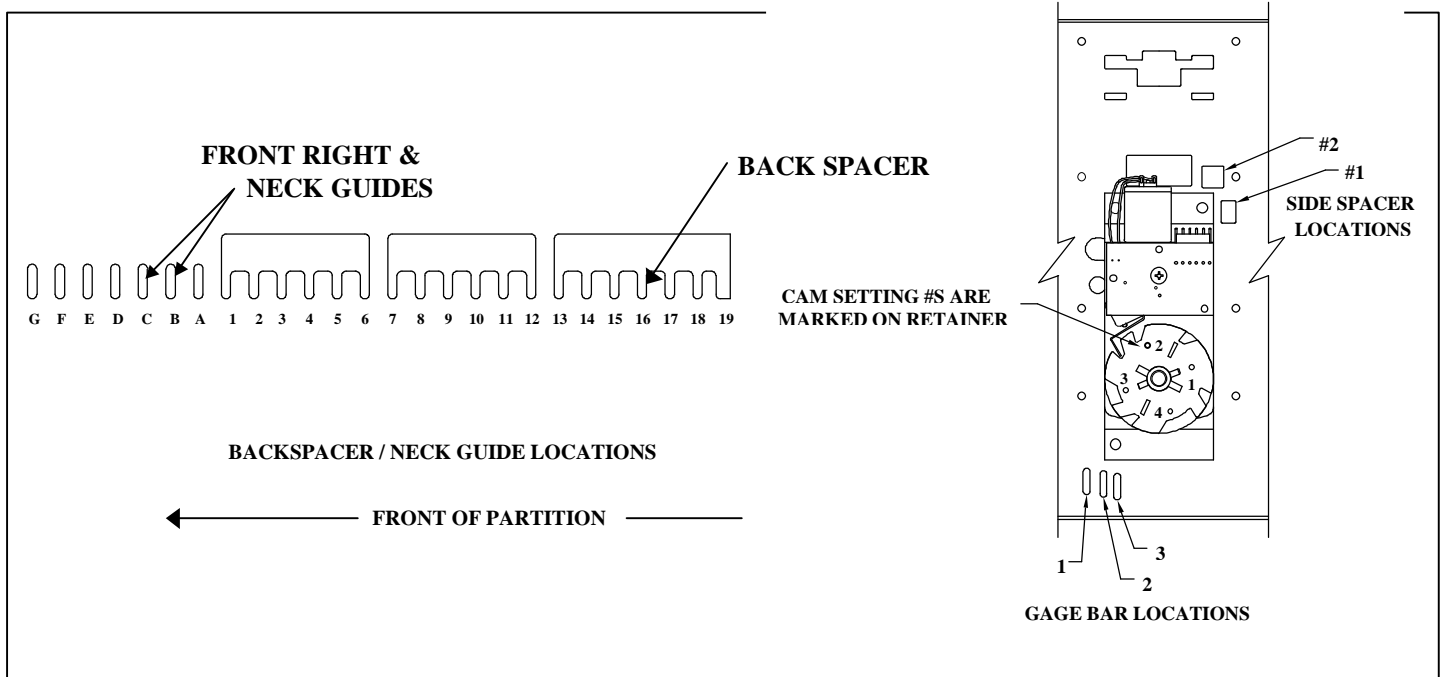 FRONT RIGHT &
NECK GUIDES
BACK SPACER
G F E D C B A 1 2 3 4 5 6 7 8 9 10 11 12 13 14 15 16 17 18 19
BACKSPACER / NECK GUIDE LOCATIONS
FRONT OF PARTITION
#2
#1
SIDE SPACER
LOCATIONS
CAM SETTING #S ARE
MARKED ON RETAINER
2
3
1
4
1
2
3
GAGE BAR LOCATIONS